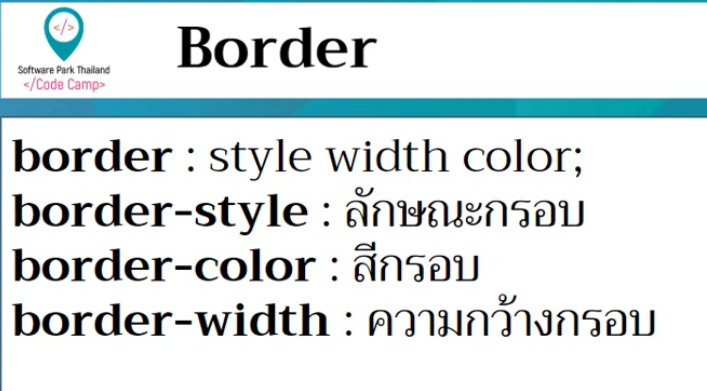 </>
Software Park Thailand
</Code Camp>
Border
border : style width color;
border-style : ลักษณะกรอบ
border-color : สีกรอบ
border-width : ความกว้างกรอบ